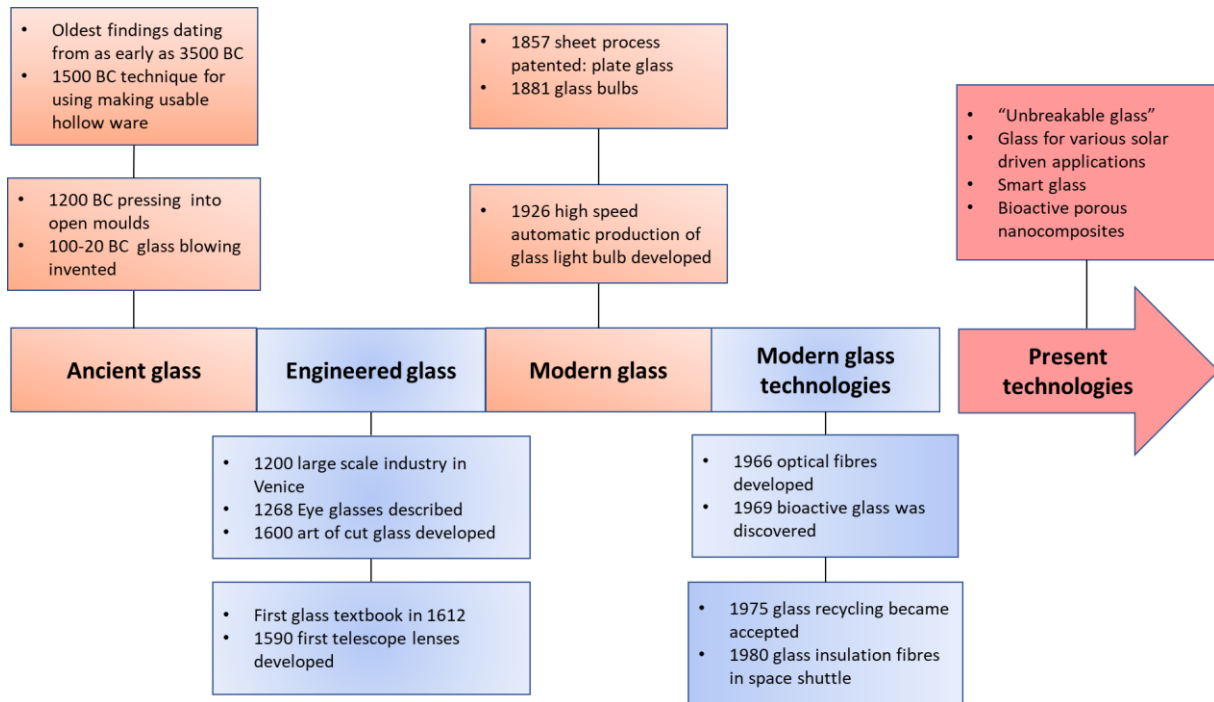 • Oldest findings dating
from as early as 3500 BC
• 1500 BC technique for
using making usable
hollow ware
• 1200 BC pressing into
open moulds
• 100-20 BC glass blowing
invented
• 1857 sheet process
patented: plate glass
• 1881 glass bulbs
• 1926 high speed
automatic production of
glass light bulb developed
• “Unbreakable glass”
• Glass for various solar
driven applications
• Smart glass
• Bioactive porous
nanocomposites
Ancient glass
Engineered glass
Modern glass
Modern glass
technologies
Present
technologies
• 1200 large scale industry in
Venice
• 1268 Eye glasses described
• 1600 art of cut glass developed
• First glass textbook in 1612
• 1590 first telescope lenses
developed
• 1966 optical fibres
developed
• 1969 bioactive glass was
discovered
• 1975 glass recycling became
accepted
• 1980 glass insulation fibres
in space shuttle